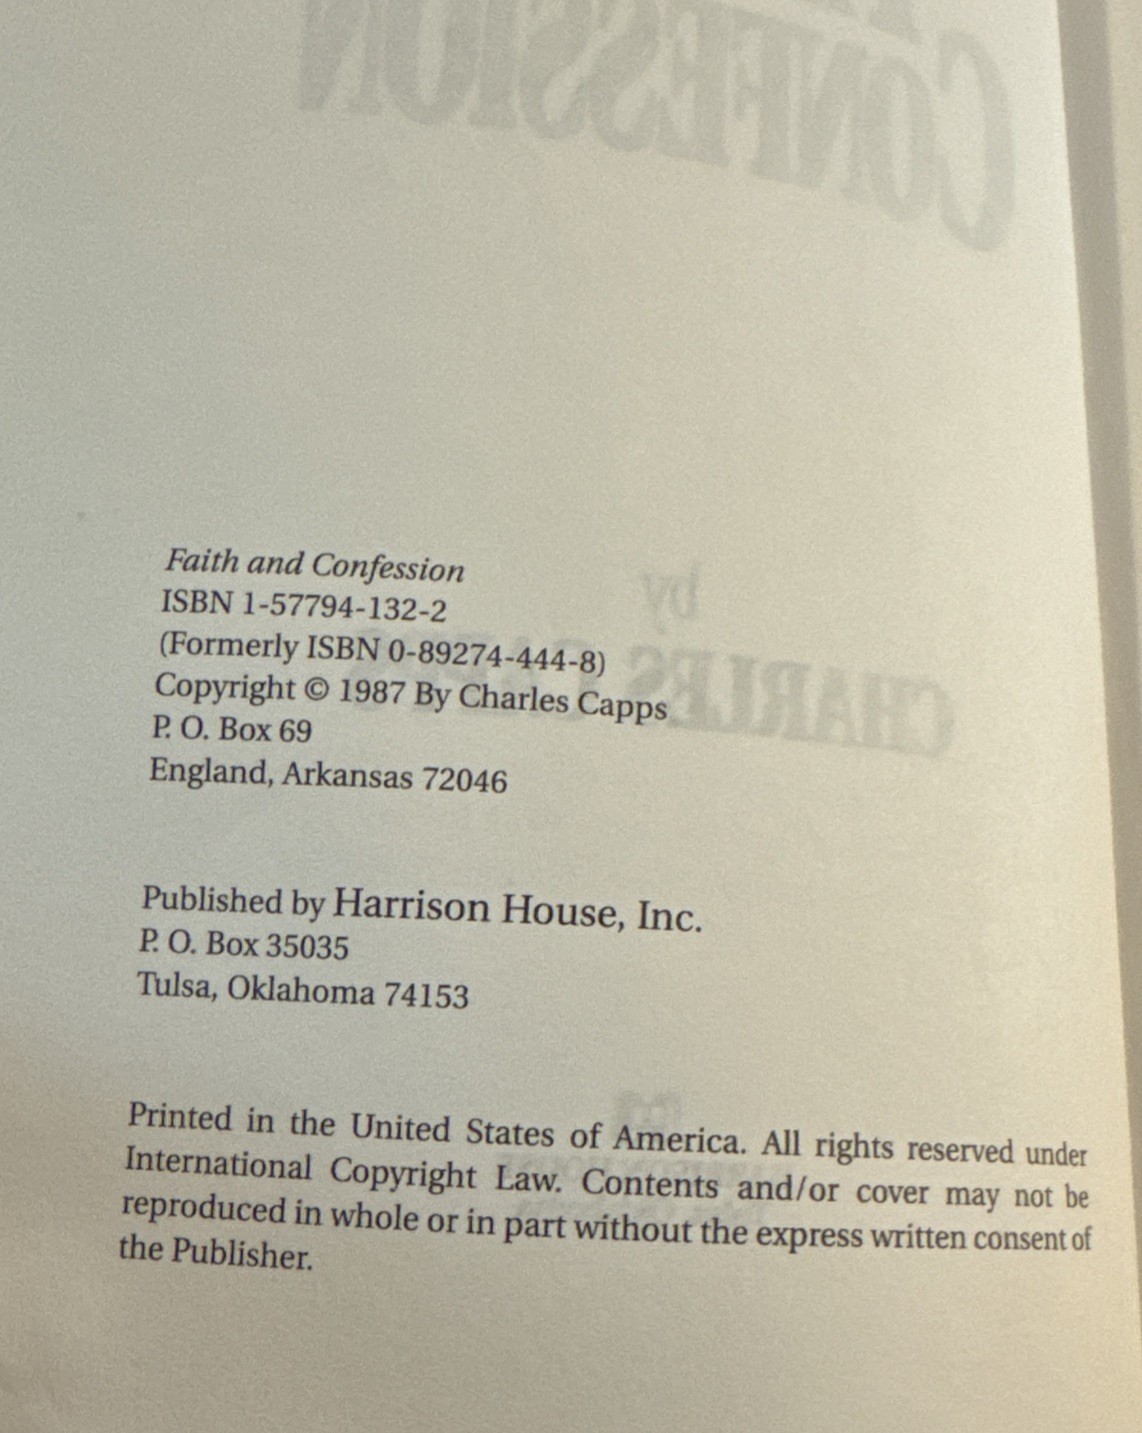 Faith and Confession
ISBN 1-57794-132-2
(Formerly ISBN 0-89274-444-8)
Copyright © 1987 By Charles Capps
P. O. Box 69
England, Arkansas 72046
Published by Harrison House, Inc.
P. O. Box 35035
Tulsa, Oklahoma 74153
Printed in the United States of America. All rights reserved under
International Copyright Law. Contents and/or cover may not be
reproduced in whole or in part without the express written consent of
the Publisher.
CONFESSION
by
CHARLES